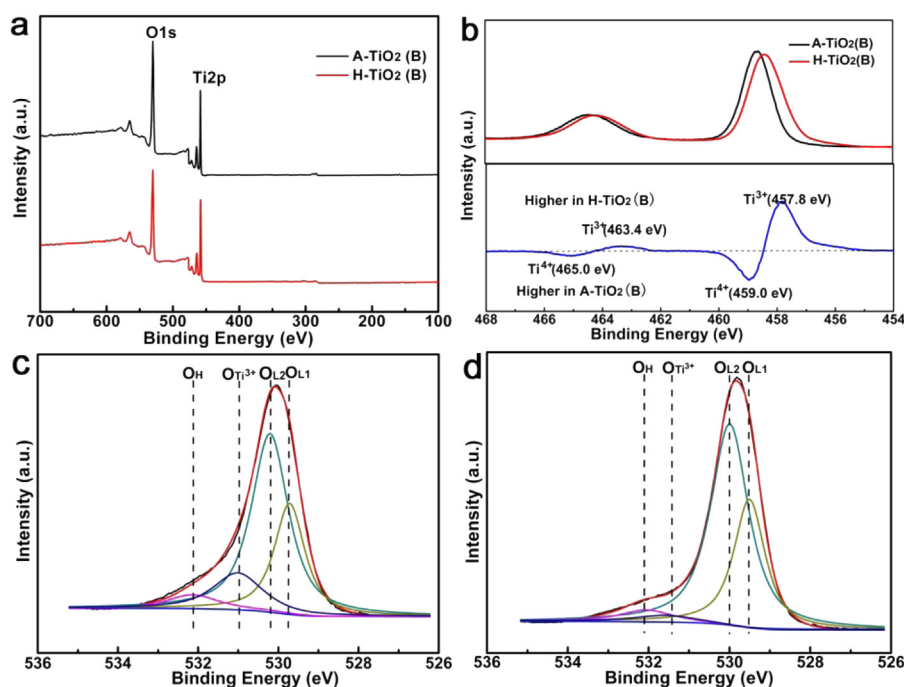 a
O1s
Ti2p
A-TiO2 (B)
H-TiO2 (B)
Intensity (a.u.)
700 600 500 400 300 200 100
Binding Energy (eV)
b
A-TiO2(B)
H-TiO2(B)
Intensity (a.u.)
Higher in H-TiO2(B)
Ti3+(457.8 eV)
Ti3+(463.4 eV)
Ti4+(465.0 eV)
Ti4+(459.0 eV)
Higher in A-TiO2(B)
468 466 464 462 460 458 456 454
Binding Energy (eV)
c
OH OTi3+ OL2 OL1
Intensity (a.u.)
536 534 532 530 528 526
Binding Energy (eV)
d
OH OTi3+ OL2 OL1
Intensity (a.u.)
536 534 532 530 528 526
Binding Energy (eV)